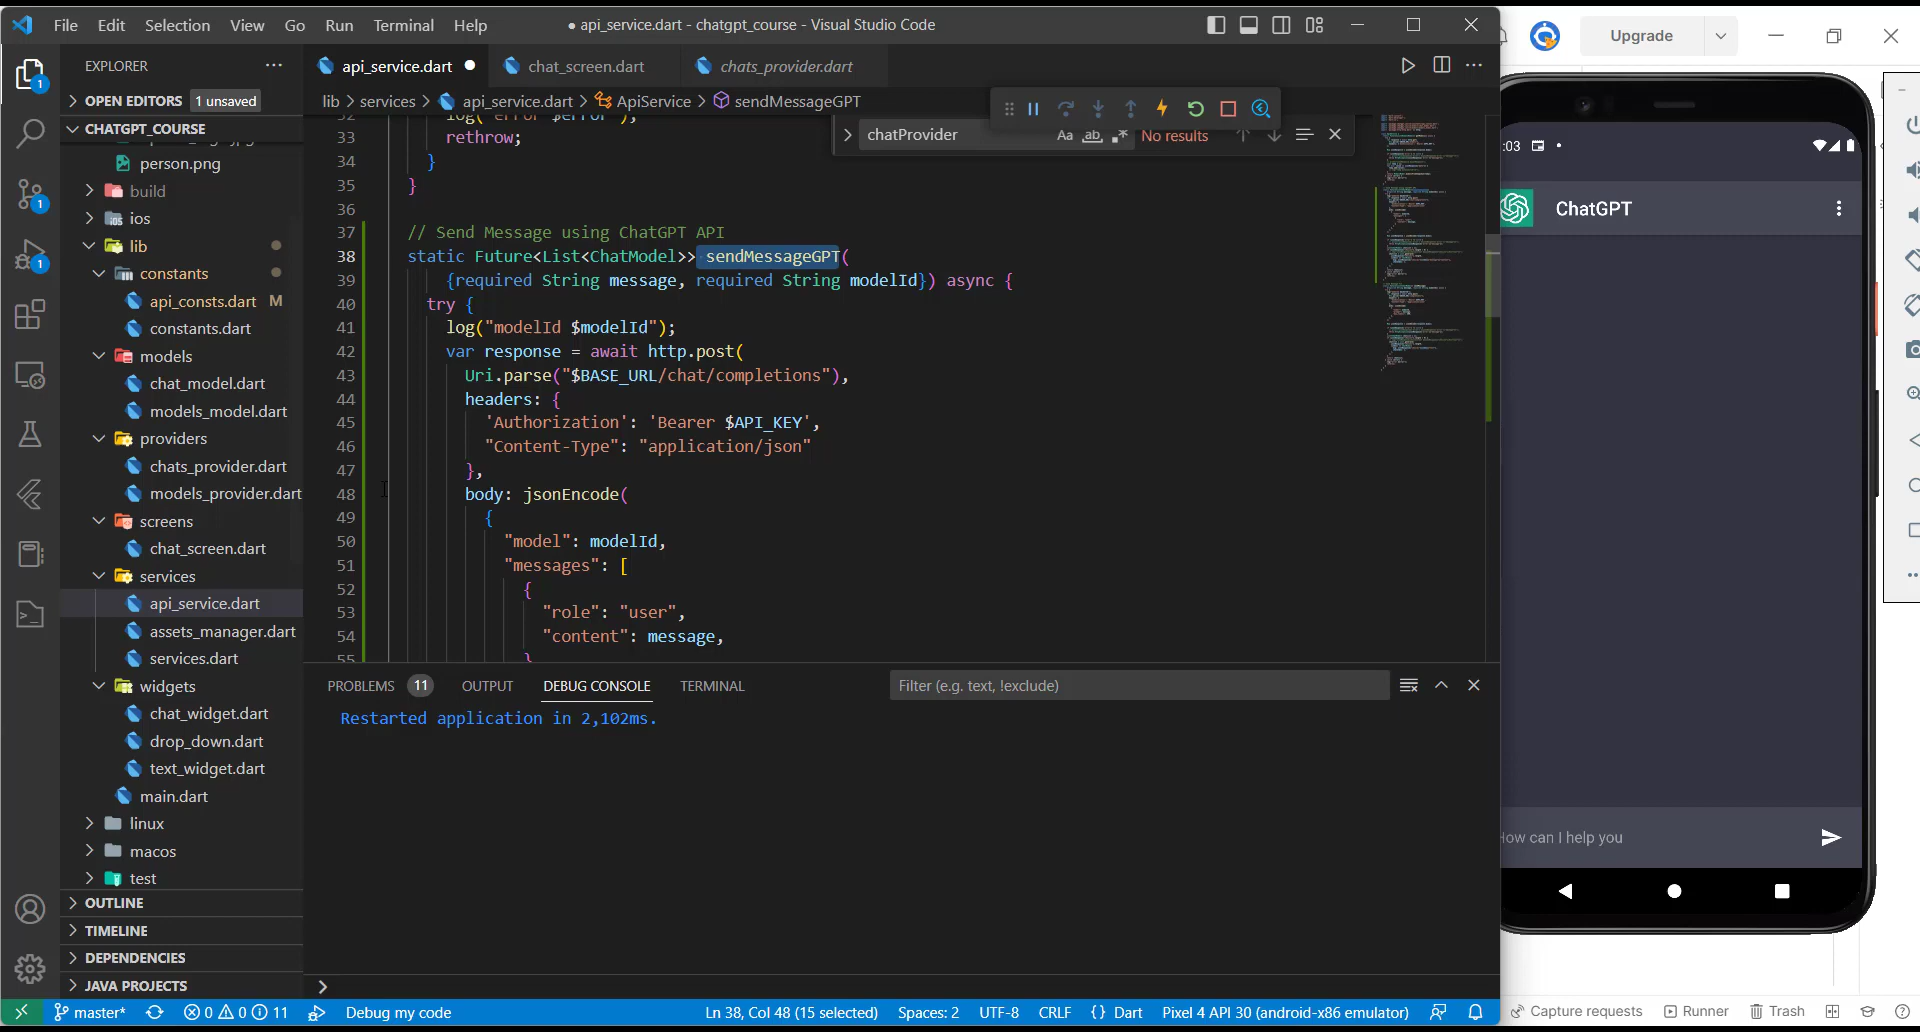 File Edit Selection View Go Run Terminal Help
● api_service.dart - chatgpt_course - Visual Studio Code
Upgrade
EXPLORER
OPEN EDITORS 1 unsaved
CHATGPT_COURSE
person.png
build
ios
lib
constants
api_consts.dart M
constants.dart
models
chat_model.dart
models_model.dart
providers
chats_provider.dart
models_provider.dart
screens
chat_screen.dart
services
api_service.dart
assets_manager.dart
services.dart
widgets
chat_widget.dart
drop_down.dart
text_widget.dart
main.dart
linux
macos
test
OUTLINE
TIMELINE
DEPENDENCIES
JAVA PROJECTS
api_service.dart ● chat_screen.dart chats_provider.dart
lib > services > api_service.dart > ApiService > sendMessageGPT
chatProvider Aa ab No results
32 log("error $error");
33 rethrow;
34 }
35 }
36
37 // Send Message using ChatGPT API
38 static Future<List<ChatModel>> sendMessageGPT(
39 {required String message, required String modelId}) async {
40 try {
41 log("modelId $modelId");
42 var response = await http.post(
43 Uri.parse("$BASE_URL/chat/completions"),
44 headers: {
45 'Authorization': 'Bearer $API_KEY',
46 "Content-Type": "application/json"
47 },
48 body: jsonEncode(
49 {
50 "model": modelId,
51 "messages": [
52 {
53 "role": "user",
54 "content": message,
55 }
PROBLEMS 11 OUTPUT DEBUG CONSOLE TERMINAL
Filter (e.g. text, !exclude)
Restarted application in 2,102ms.
master* 0 0 11 Debug my code
Ln 38, Col 48 (15 selected) Spaces: 2 UTF-8 CRLF {} Dart Pixel 4 API 30 (android-x86 emulator)
:03
ChatGPT
How can I help you
Capture requests Runner Trash